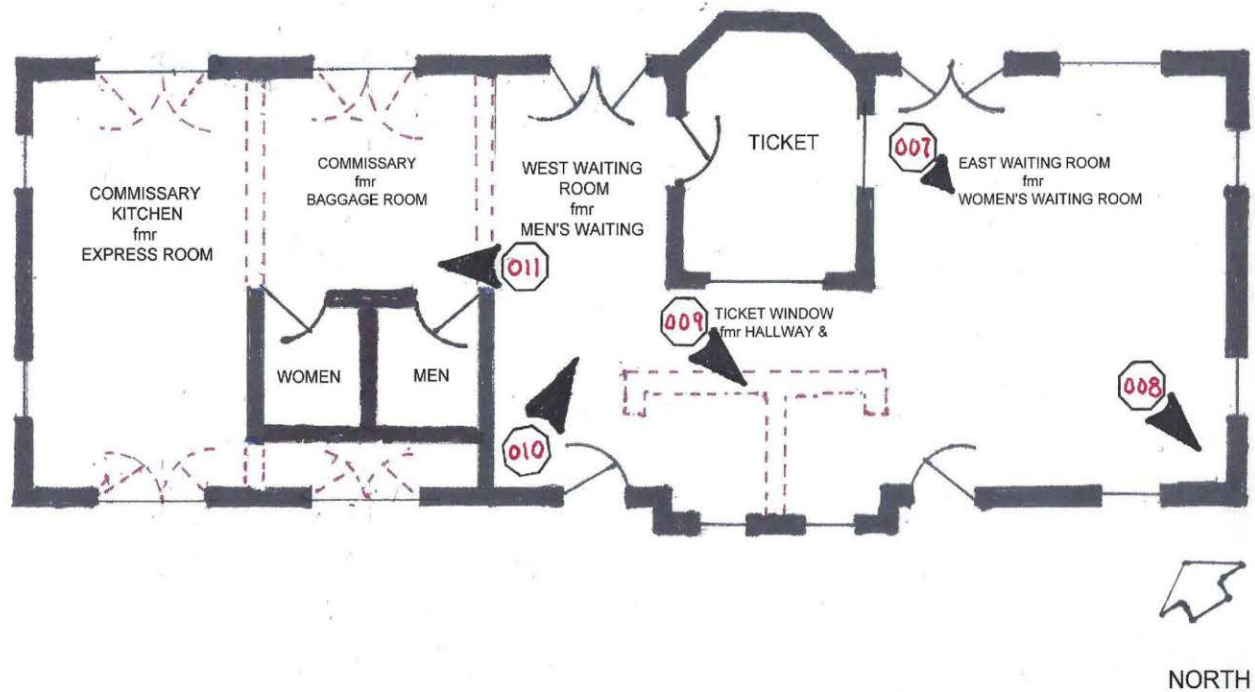 TICKET
007
EAST WAITING ROOM
fmr
WOMEN'S WAITING ROOM
COMMISSARY
fmr
BAGGAGE ROOM
WEST WAITING
ROOM
fmr
MEN'S WAITING
COMMISSARY
KITCHEN
fmr
EXPRESS ROOM
011
009
TICKET WINDOW
fmr HALLWAY &
WOMEN
MEN
008
010
NORTH